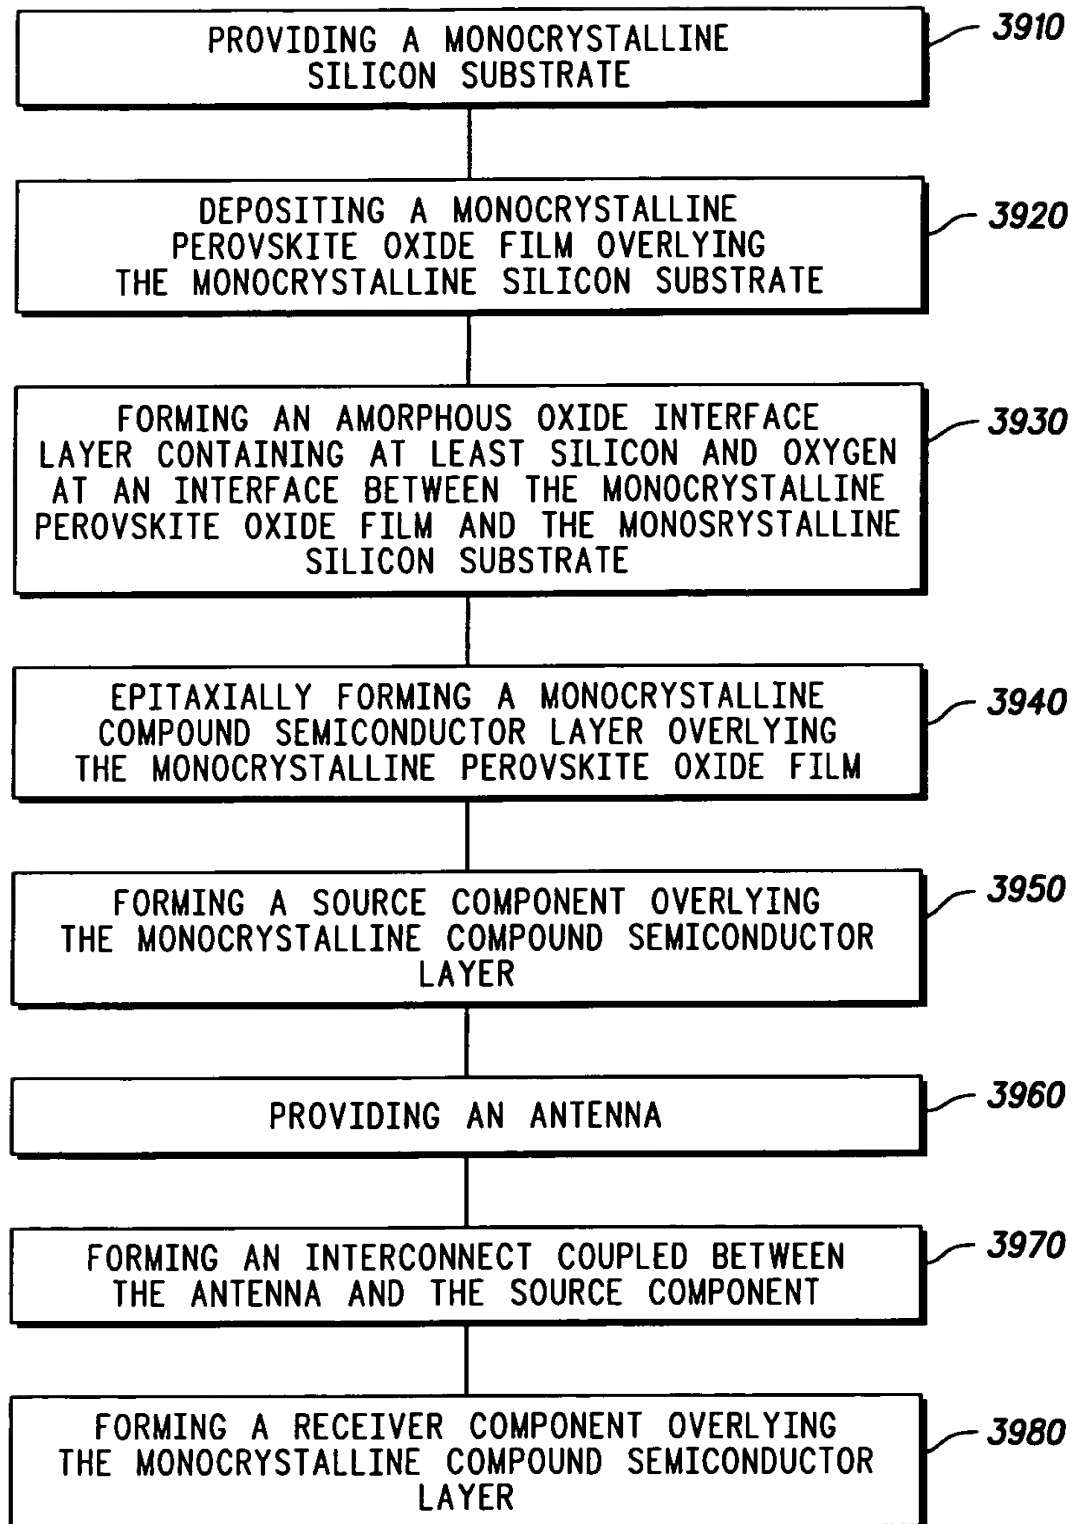 PROVIDING A MONOCRYSTALLINE
SILICON SUBSTRATE
3910
DEPOSITING A MONOCRYSTALLINE
PEROVSKITE OXIDE FILM OVERLYING
THE MONOCRYSTALLINE SILICON SUBSTRATE
3920
FORMING AN AMORPHOUS OXIDE INTERFACE
LAYER CONTAINING AT LEAST SILICON AND OXYGEN
AT AN INTERFACE BETWEEN THE MONOCRYSTALLINE
PEROVSKITE OXIDE FILM AND THE MONOSRYSTALLINE
SILICON SUBSTRATE
3930
EPITAXIALLY FORMING A MONOCRYSTALLINE
COMPOUND SEMICONDUCTOR LAYER OVERLYING
THE MONOCRYSTALLINE PEROVSKITE OXIDE FILM
3940
FORMING A SOURCE COMPONENT OVERLYING
THE MONOCRYSTALLINE COMPOUND SEMICONDUCTOR
LAYER
3950
PROVIDING AN ANTENNA
3960
FORMING AN INTERCONNECT COUPLED BETWEEN
THE ANTENNA AND THE SOURCE COMPONENT
3970
FORMING A RECEIVER COMPONENT OVERLYING
THE MONOCRYSTALLINE COMPOUND SEMICONDUCTOR
LAYER
3980